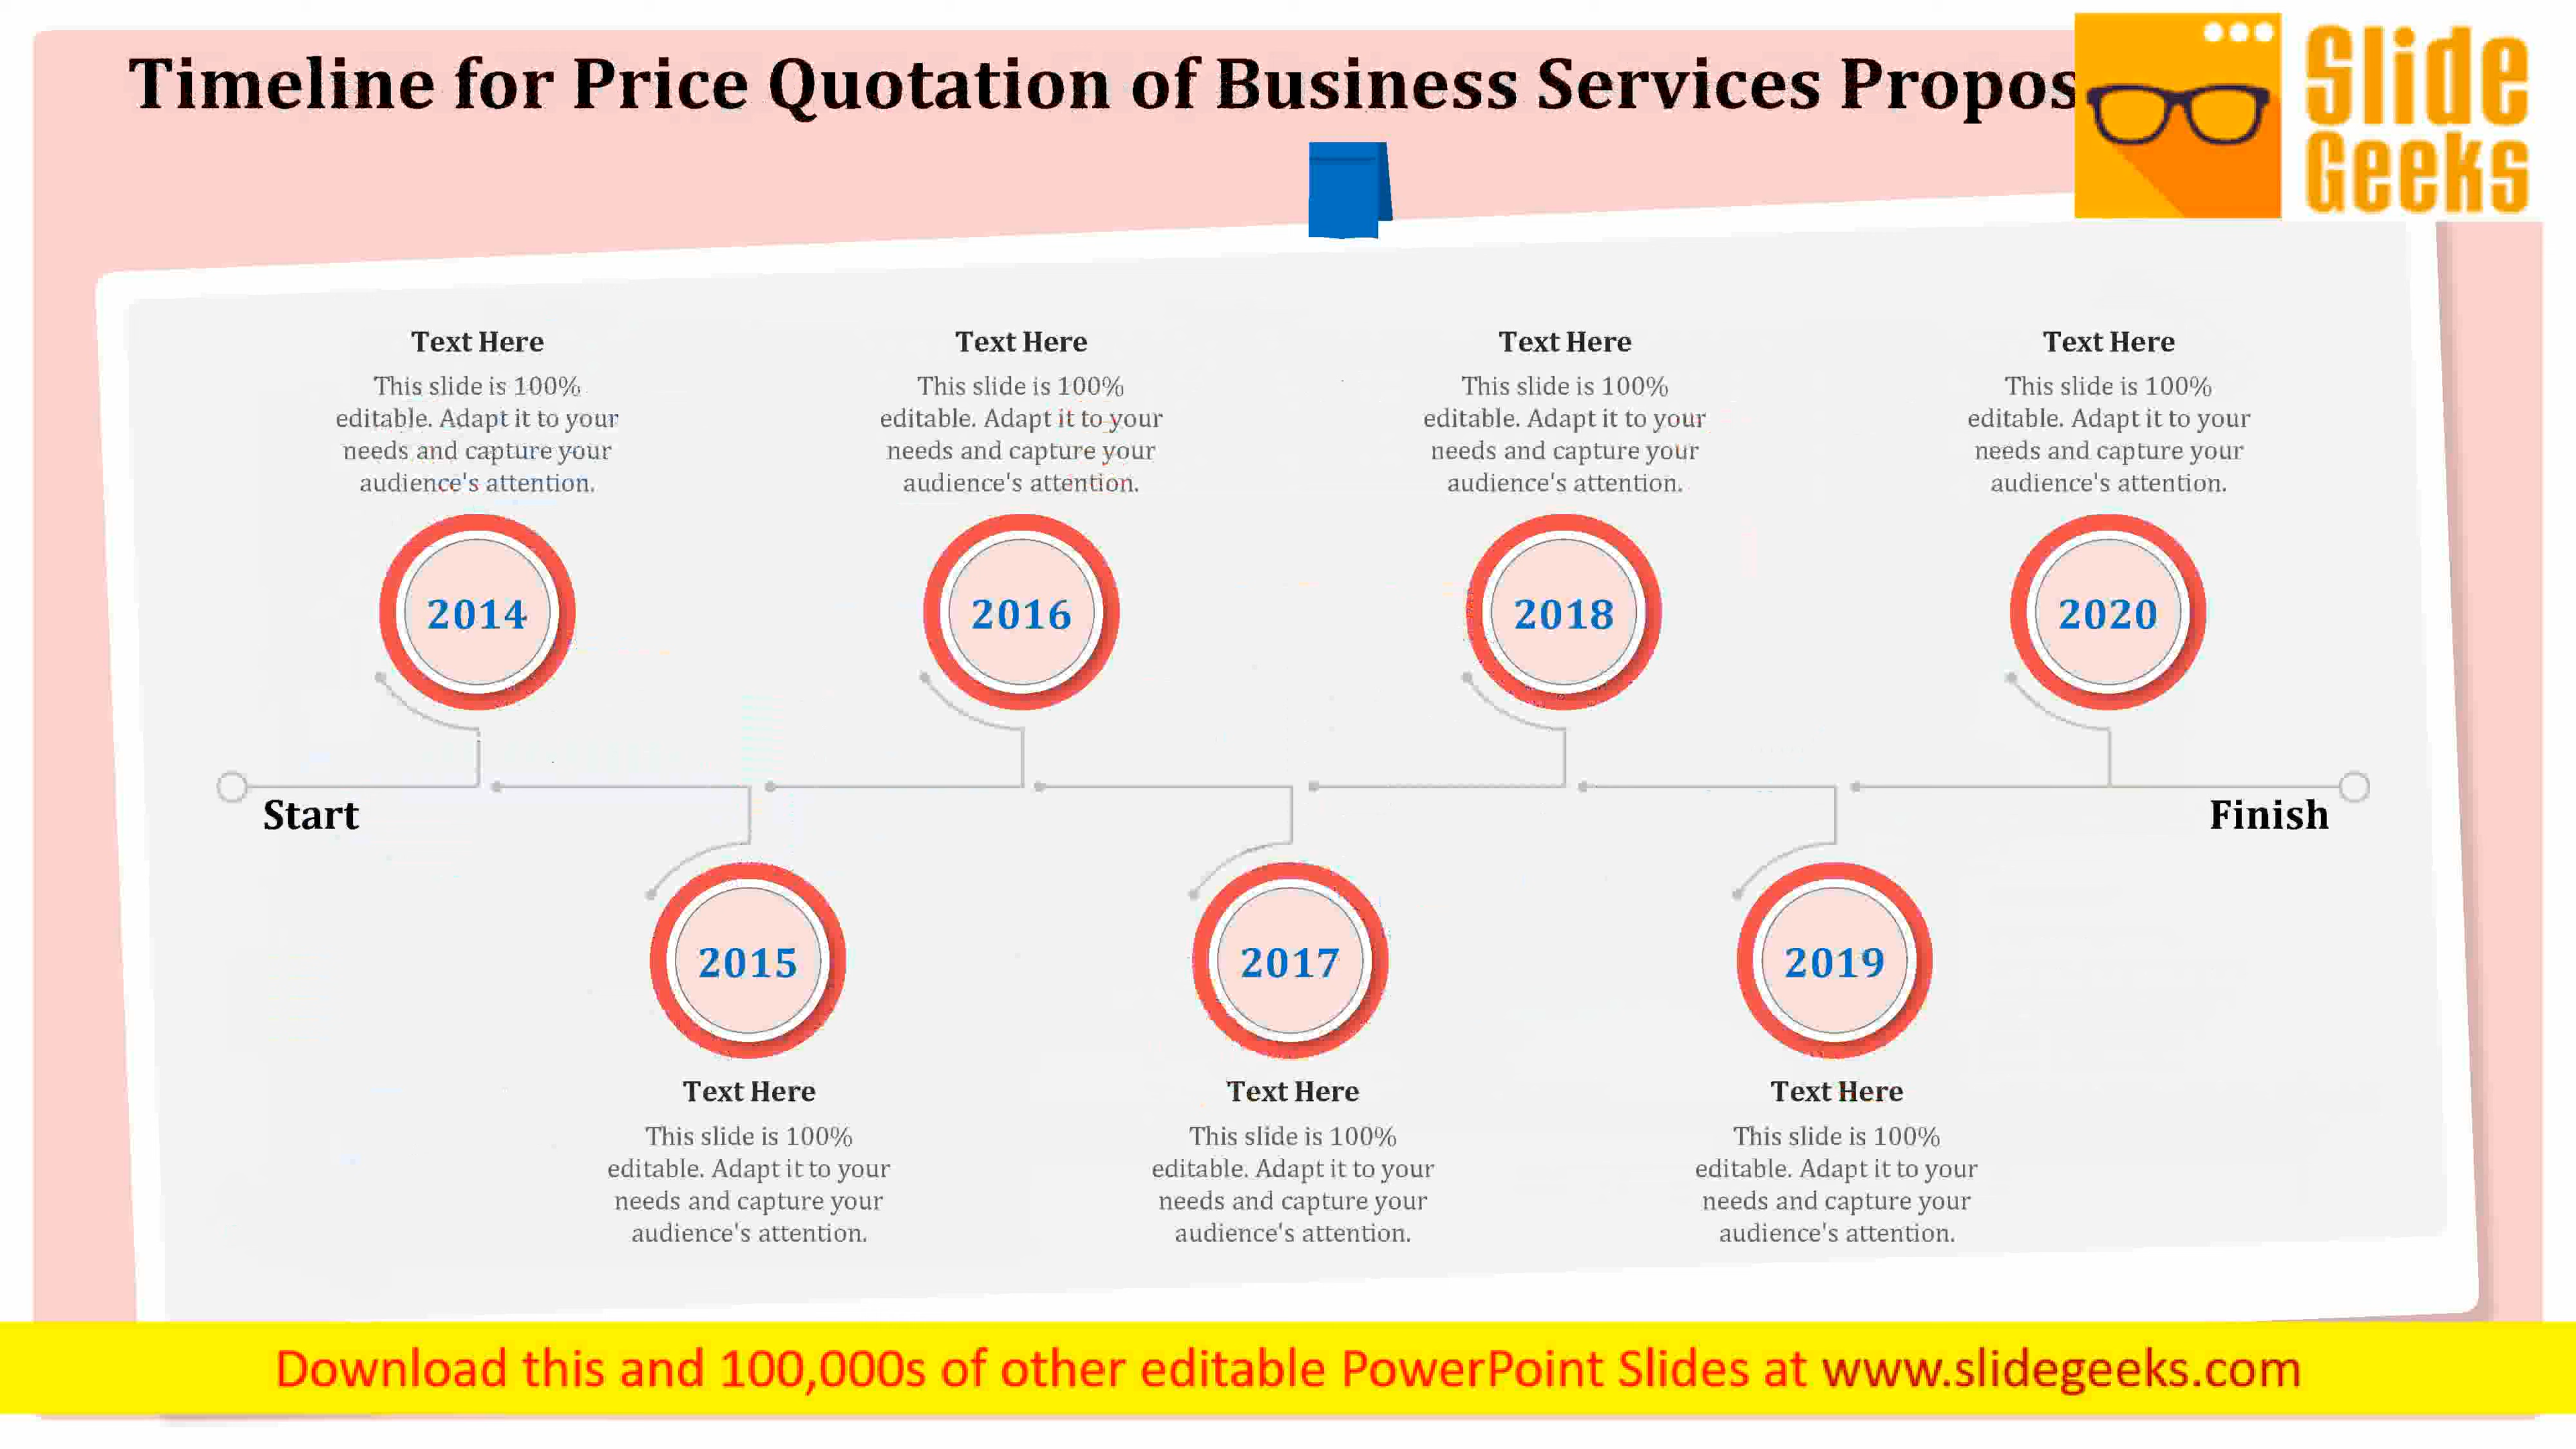 Timeline for Price Quotation of Business Services Propos
Slide
Geeks
Text Here
This slide is 100%
editable. Adapt it to your
needs and capture your
audience's attention.
Text Here
This slide is 100%
editable. Adapt it to your
needs and capture your
audience's attention.
Text Here
This slide is 100%
editable. Adapt it to your
needs and capture your
audience's attention.
Text Here
This slide is 100%
editable. Adapt it to your
needs and capture your
audience's attention.
2014
2016
2018
2020
Start
Finish
2015
2017
2019
Text Here
This slide is 100%
editable. Adapt it to your
needs and capture your
audience's attention.
Text Here
This slide is 100%
editable. Adapt it to your
needs and capture your
audience's attention.
Text Here
This slide is 100%
editable. Adapt it to your
needs and capture your
audience's attention.
Download this and 100,000s of other editable PowerPoint Slides at www.slidegeeks.com